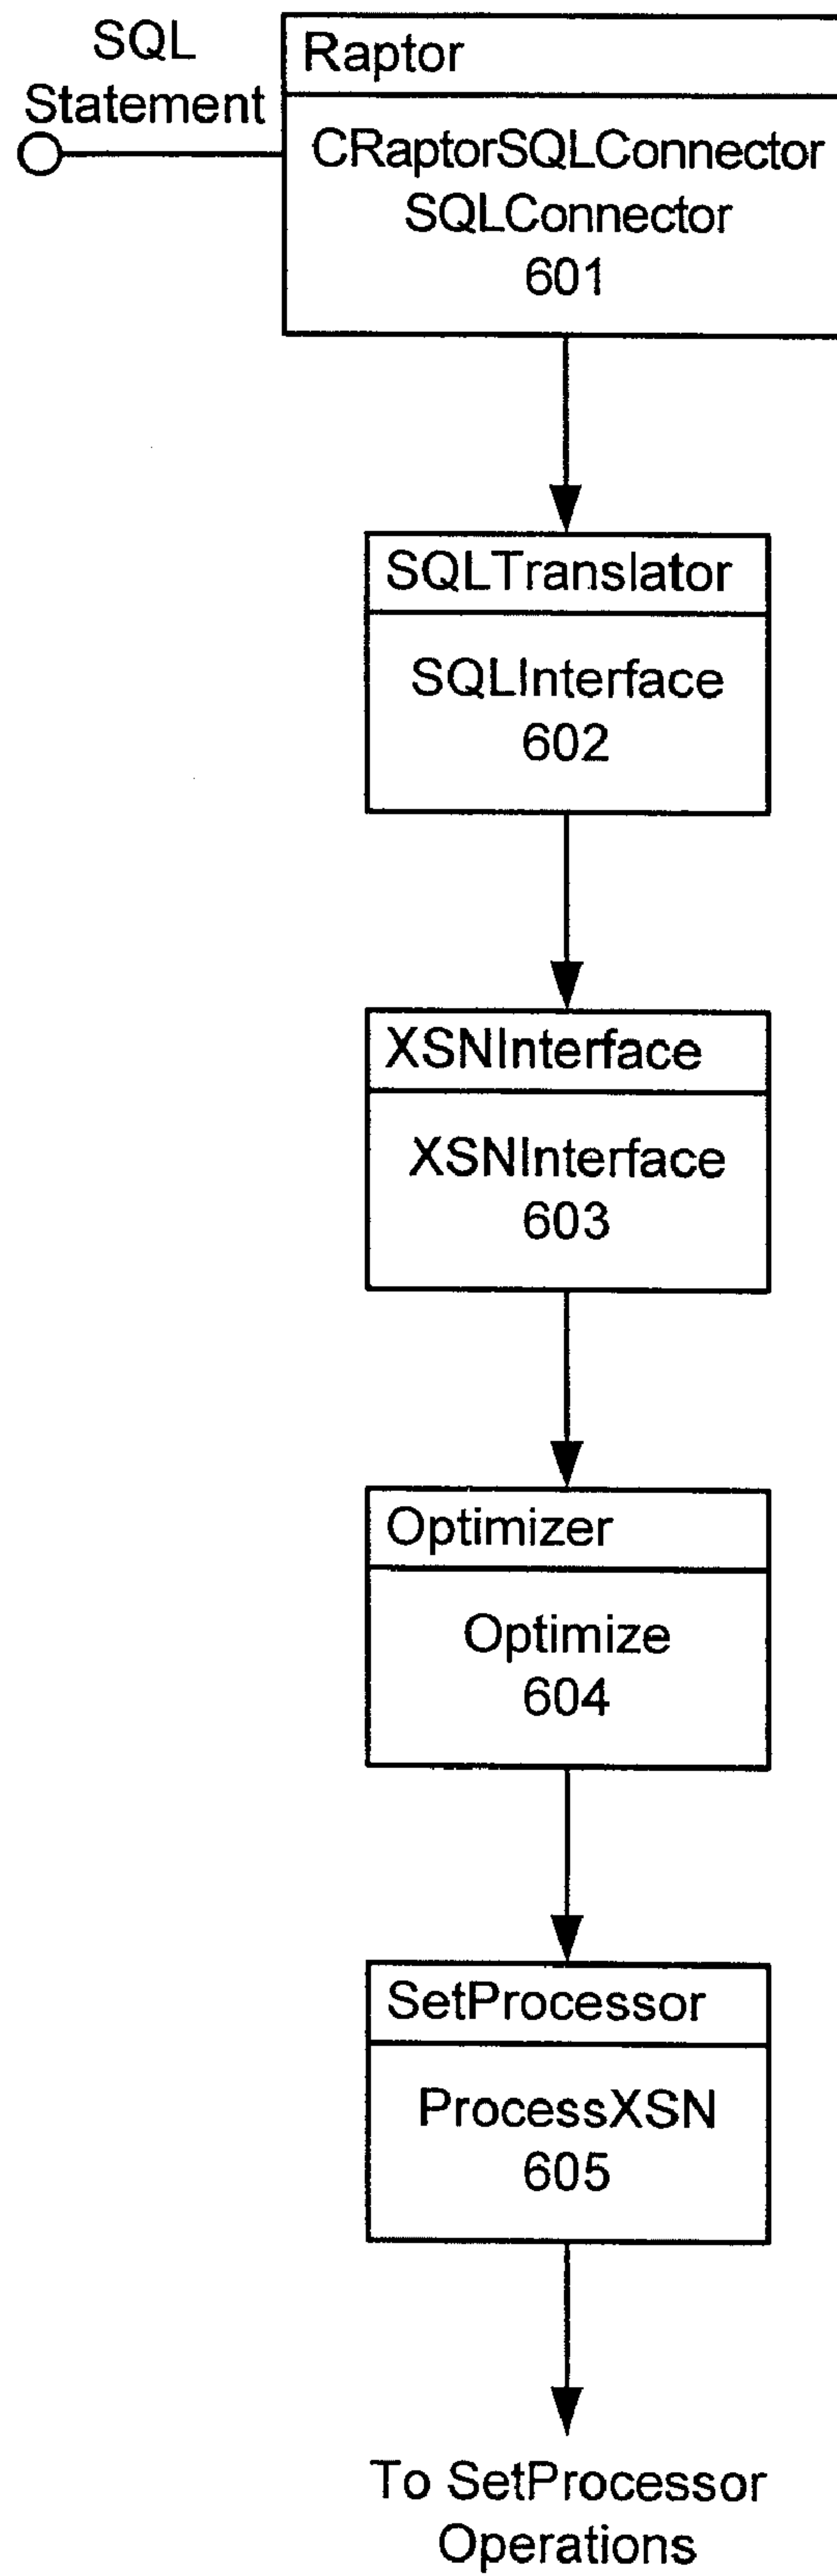 SQL
Statement
Raptor
CRaptorSQLConnector
SQLConnector
601
SQLTranslator
SQLInterface
602
XSNInterface
XSNInterface
603
Optimizer
Optimize
604
SetProcessor
ProcessXSN
605
To SetProcessor
Operations